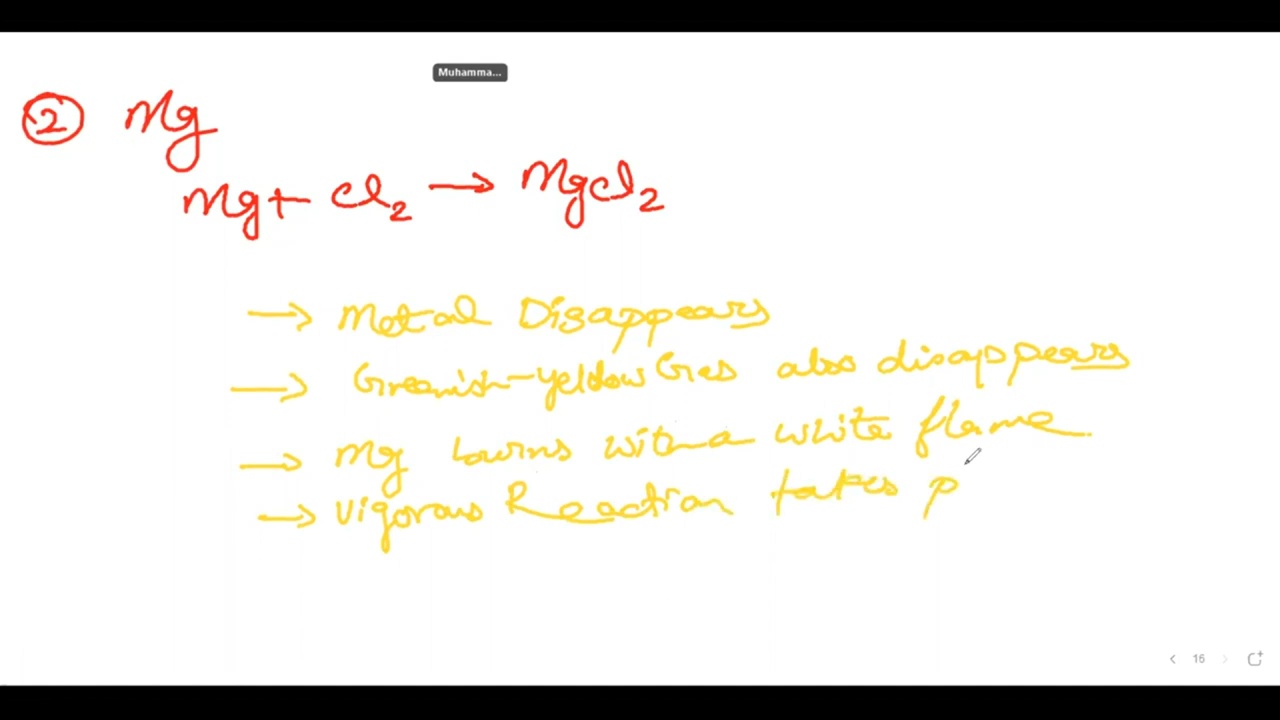 Muhamma...
② Mg
Mg + Cl₂ → MgCl₂
→ Metal Disappears
→ Greenish-yellow Gas also disappears
→ Mg burns with a white flame
→ Vigorous Reaction takes p
16